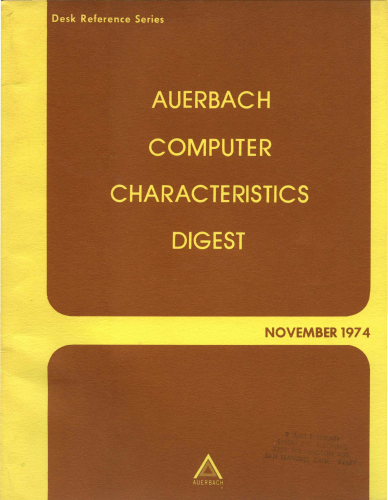 Desk Reference Series
AUERBACH
COMPUTER
CHARACTERISTICS
DIGEST
NOVEMBER 1974
AUERBACH